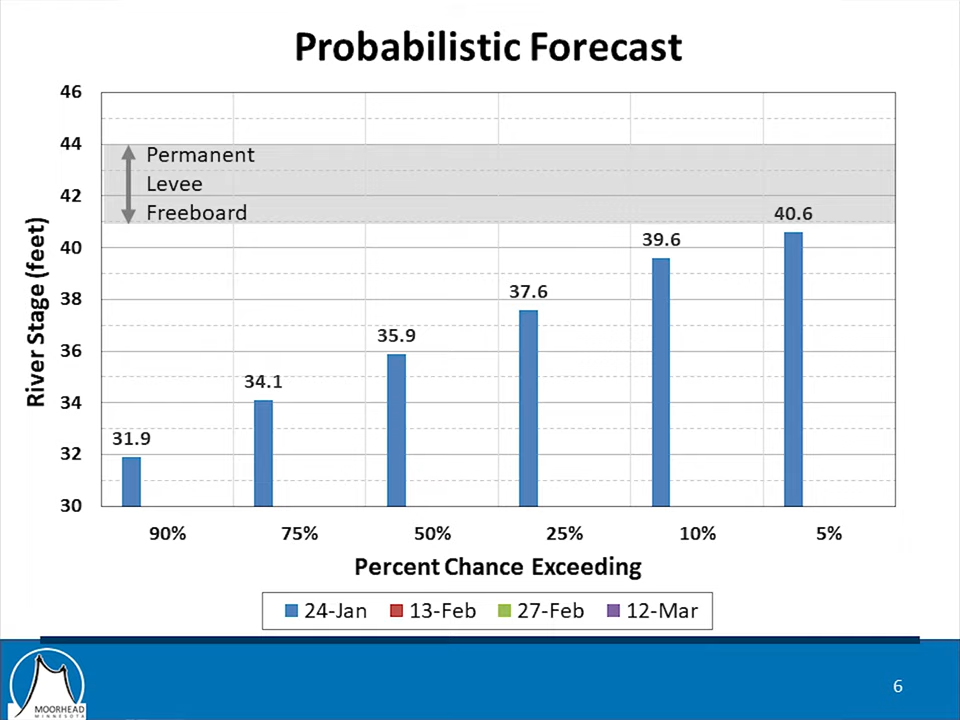 Probabilistic Forecast
46
44
42
40
38
36
34
32
30
River Stage (feet)
Permanent
Levee
Freeboard
31.9
34.1
35.9
37.6
39.6
40.6
90% 75% 50% 25% 10% 5%
Percent Chance Exceeding
24-Jan 13-Feb 27-Feb 12-Mar
MOORHEAD
MINNESOTA
6